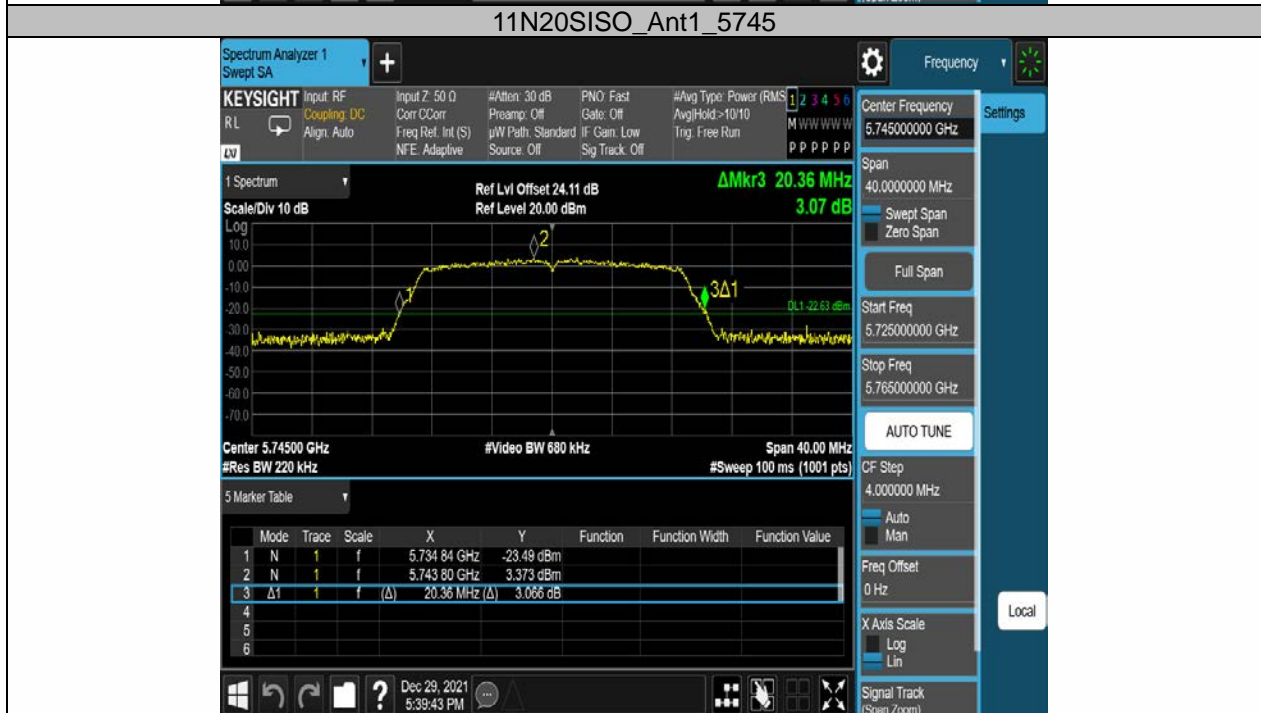 11N20SISO_Ant1_5745
Spectrum Analyzer 1
Swept SA
+
Frequency
KEYSIGHT
RL
LXI
Input: RF
Coupling: DC
Align: Auto
Input Z: 50 Ω
Corr CCorr
Freq Ref: Int (S)
NFE: Adaptive
#Atten: 30 dB
Preamp: Off
µW Path: Standard
Source: Off
PNO: Fast
Gate: Off
IF Gain: Low
Sig Track: Off
#Avg Type: Power (RMS
Avg|Hold:>10/10
Trig: Free Run
1 2 3 4 5 6
M W W W W W
P P P P P P
1 Spectrum
Scale/Div 10 dB
Ref Lvl Offset 24.11 dB
Ref Level 20.00 dBm
ΔMkr3 20.36 MHz
3.07 dB
Log
10.0
0.00
-10.0
-20.0
-30.0
-40.0
-50.0
-60.0
-70.0
1
2
3Δ1
DL1 -22.63 dBm
Center 5.74500 GHz
#Res BW 220 kHz
#Video BW 680 kHz
Span 40.00 MHz
#Sweep 100 ms (1001 pts)
5 Marker Table
Mode Trace Scale X Y Function Function Width Function Value
1 N 1 f 5.734 84 GHz -23.49 dBm
2 N 1 f 5.743 80 GHz 3.373 dBm
3 Δ1 1 f (Δ) 20.36 MHz (Δ) 3.066 dB
4
5
6
?
Dec 29, 2021
5:39:43 PM
Center Frequency
5.745000000 GHz
Settings
Span
40.0000000 MHz
Swept Span
Zero Span
Full Span
Start Freq
5.725000000 GHz
Stop Freq
5.765000000 GHz
AUTO TUNE
CF Step
4.000000 MHz
Auto
Man
Freq Offset
0 Hz
X Axis Scale
Log
Lin
Local
Signal Track
(Span Zoom)